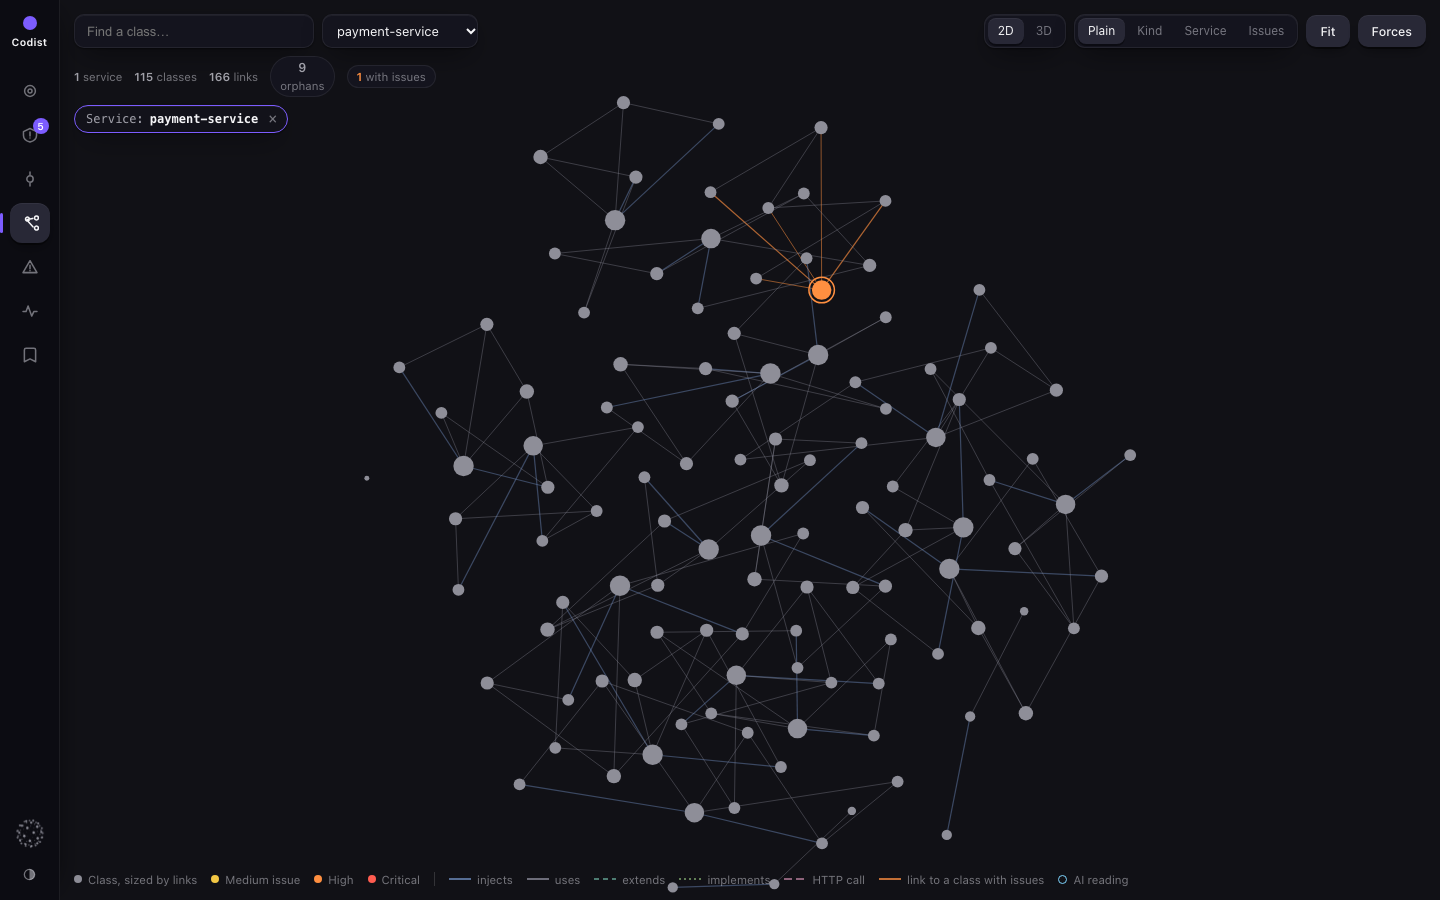 Codist
Find a class...
payment-service
2D 3D
Plain Kind Service Issues
Fit
Forces
1 service 115 classes 166 links 9 orphans 1 with issues
Service: payment-service ×
5
Class, sized by links Medium issue High Critical injects uses extends implements HTTP call link to a class with issues AI reading